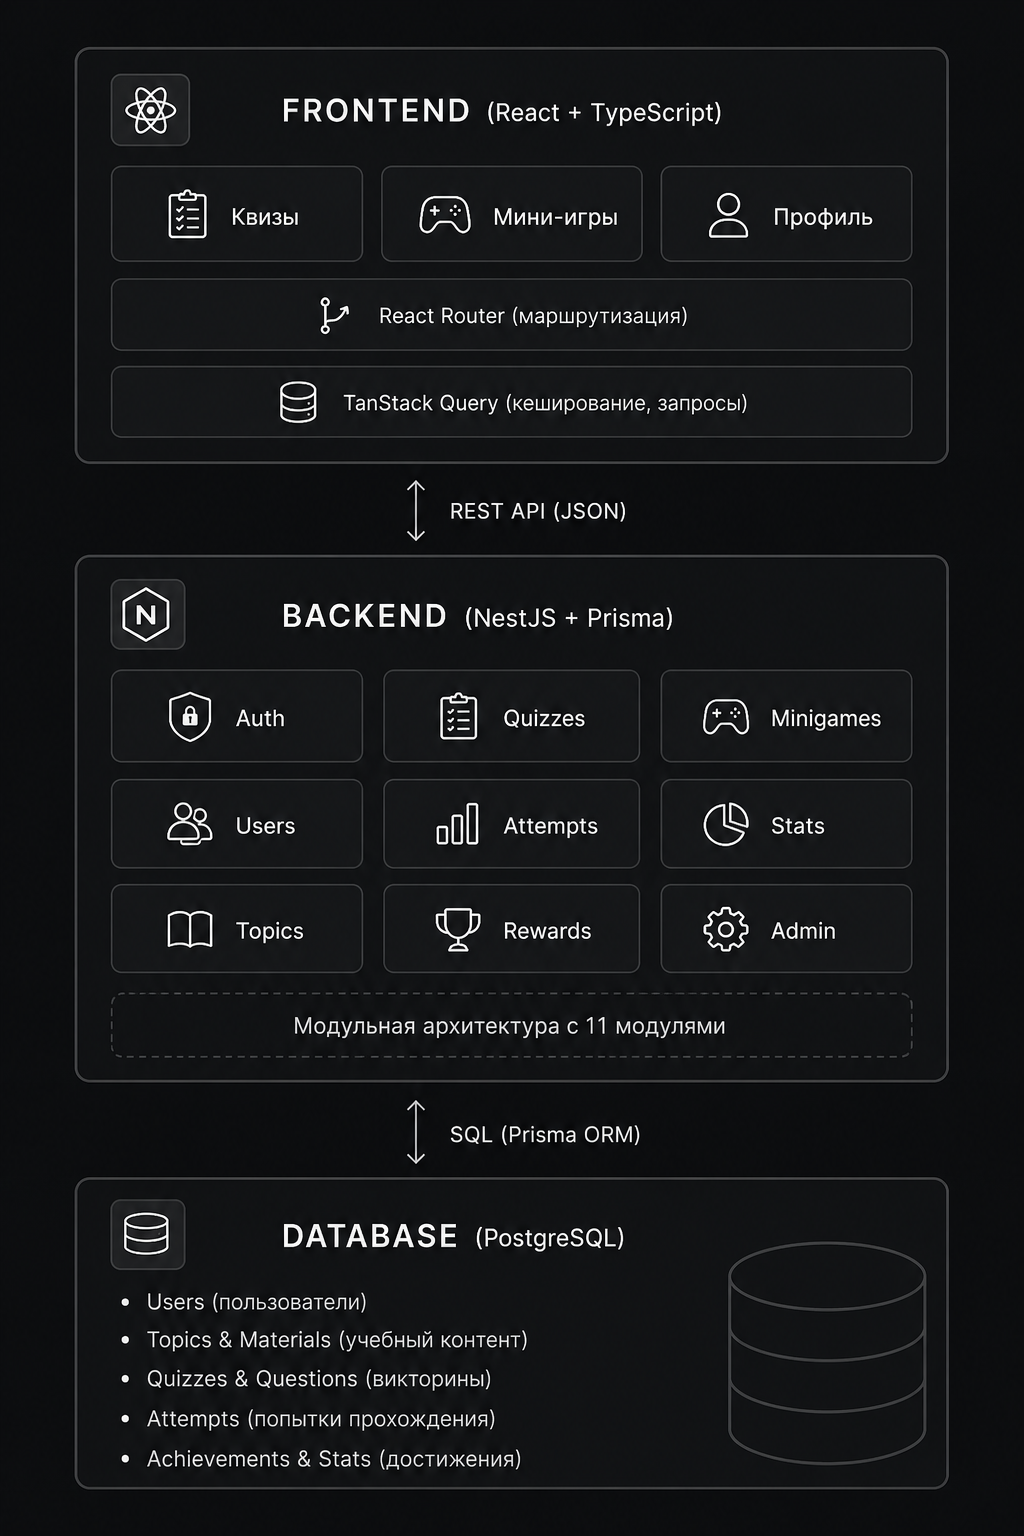 FRONTEND (React + TypeScript)
Квизы
Мини-игры
Профиль
React Router (маршрутизация)
TanStack Query (кеширование, запросы)
REST API (JSON)
N
BACKEND (NestJS + Prisma)
Auth
Quizzes
Minigames
Users
Attempts
Stats
Topics
Rewards
Admin
Модульная архитектура с 11 модулями
SQL (Prisma ORM)
DATABASE (PostgreSQL)
• Users (пользователи)
• Topics & Materials (учебный контент)
• Quizzes & Questions (викторины)
• Attempts (попытки прохождения)
• Achievements & Stats (достижения)